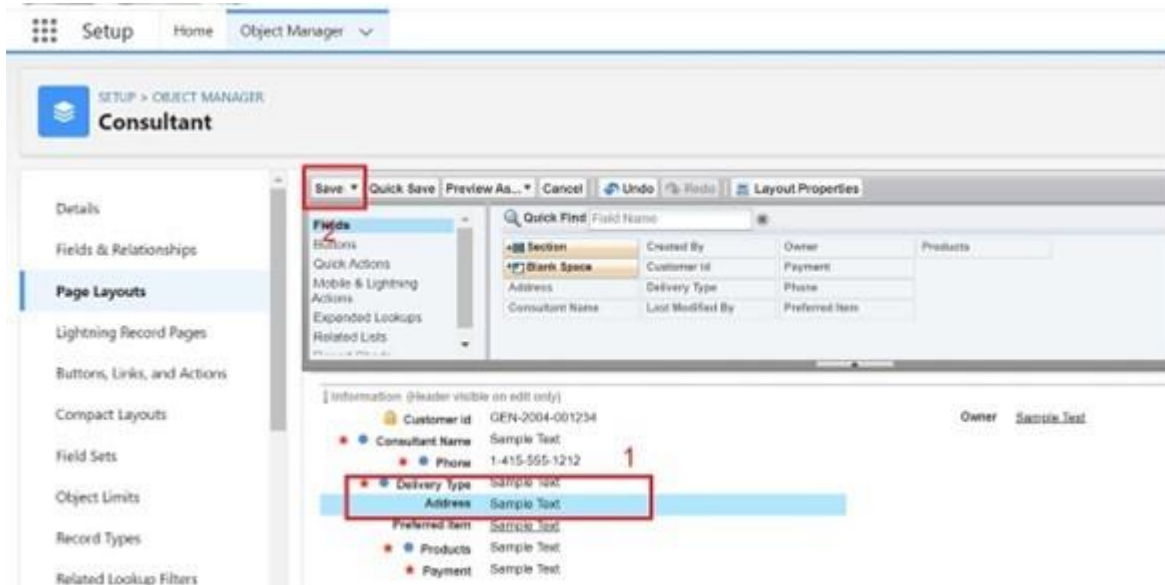 Setup Home Object Manager
SETUP > OBJECT MANAGER
Consultant
Details
Fields & Relationships
Page Layouts
Lightning Record Pages
Buttons, Links, and Actions
Compact Layouts
Field Sets
Object Limits
Record Types
Related Lookup Filters
Save Quick Save Preview As... Cancel Undo Redo Layout Properties
Fields
2
Buttons
Quick Actions
Mobile & Lightning
Actions
Expanded Lookups
Related Lists
Quick Find Field Name
Section Created By Owner Products
Blank Space Customer Id Payment
Address Delivery Type Phone
Consultant Name Last Modified By Preferred Item
Information (Header visible on edit only)
Customer Id GEN-2004-001234 Owner Sample Text
Consultant Name Sample Text
Phone 1-415-555-1212 1
Delivery Type Sample Text
Address Sample Text
Preferred Item Sample Text
Products Sample Text
Payment Sample Text